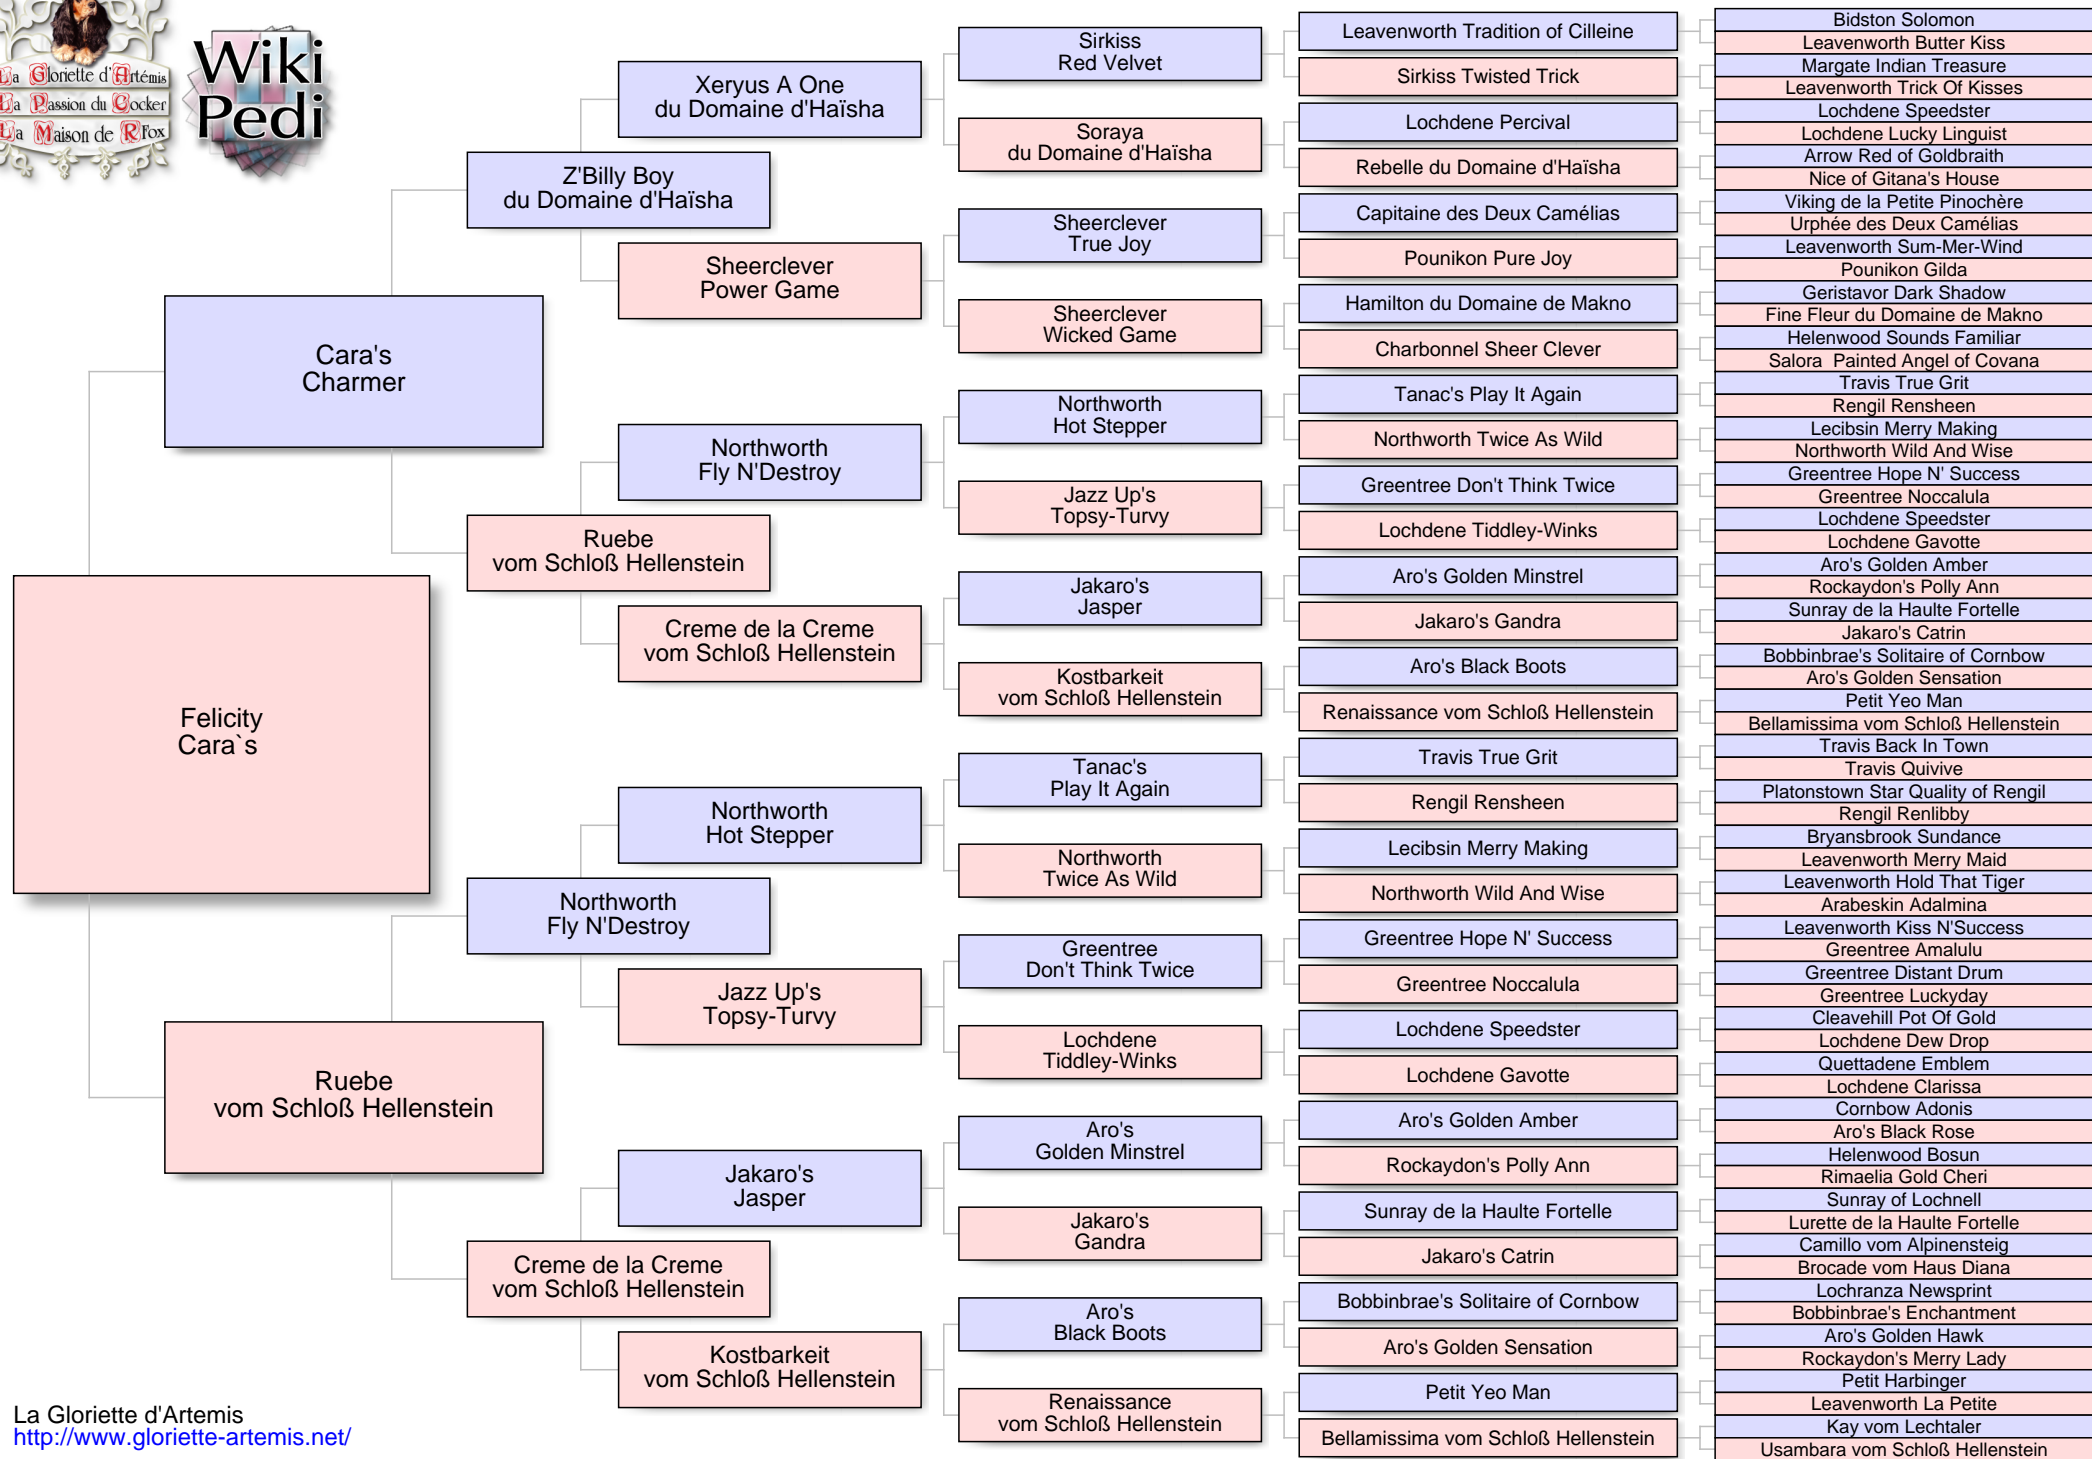 La Gloriette d'Artémis
La Passion du Cocker
La Maison de RFox
Wiki
Pedi
Felicity
Cara`s
Cara's
Charmer
Ruebe
vom Schloß Hellenstein
Z'Billy Boy
du Domaine d'Haïsha
Ruebe
vom Schloß Hellenstein
Northworth
Fly N'Destroy
Creme de la Creme
vom Schloß Hellenstein
Xeryus A One
du Domaine d'Haïsha
Sheerclever
Power Game
Northworth
Fly N'Destroy
Creme de la Creme
vom Schloß Hellenstein
Northworth
Hot Stepper
Jazz Up's
Topsy-Turvy
Jakaro's
Jasper
Kostbarkeit
vom Schloß Hellenstein
Sirkiss
Red Velvet
Soraya
du Domaine d'Haïsha
Sheerclever
True Joy
Sheerclever
Wicked Game
Northworth
Hot Stepper
Jazz Up's
Topsy-Turvy
Jakaro's
Jasper
Kostbarkeit
vom Schloß Hellenstein
Tanac's
Play It Again
Northworth
Twice As Wild
Greentree
Don't Think Twice
Lochdene
Tiddley-Winks
Aro's
Golden Minstrel
Jakaro's
Gandra
Aro's
Black Boots
Renaissance
vom Schloß Hellenstein
Leavenworth Tradition of Cilleine
Sirkiss Twisted Trick
Lochdene Percival
Rebelle du Domaine d'Haïsha
Capitaine des Deux Camélias
Pounikon Pure Joy
Hamilton du Domaine de Makno
Charbonnel Sheer Clever
Tanac's Play It Again
Northworth Twice As Wild
Greentree Don't Think Twice
Lochdene Tiddley-Winks
Aro's Golden Minstrel
Jakaro's Gandra
Aro's Black Boots
Renaissance vom Schloß Hellenstein
Travis True Grit
Rengil Rensheen
Lecibsin Merry Making
Northworth Wild And Wise
Greentree Hope N' Success
Greentree Noccalula
Lochdene Speedster
Lochdene Gavotte
Aro's Golden Amber
Rockaydon's Polly Ann
Sunray de la Haulte Fortelle
Jakaro's Catrin
Bobbinbrae's Solitaire of Cornbow
Aro's Golden Sensation
Petit Yeo Man
Bellamissima vom Schloß Hellenstein
Bidston Solomon
Leavenworth Butter Kiss
Margate Indian Treasure
Leavenworth Trick Of Kisses
Lochdene Speedster
Lochdene Lucky Linguist
Arrow Red of Goldbraith
Nice of Gitana's House
Viking de la Petite Pinochère
Urphée des Deux Camélias
Leavenworth Sum-Mer-Wind
Pounikon Gilda
Geristavor Dark Shadow
Fine Fleur du Domaine de Makno
Helenwood Sounds Familiar
Salora  Painted Angel of Covana
Travis True Grit
Rengil Rensheen
Lecibsin Merry Making
Northworth Wild And Wise
Greentree Hope N' Success
Greentree Noccalula
Lochdene Speedster
Lochdene Gavotte
Aro's Golden Amber
Rockaydon's Polly Ann
Sunray de la Haulte Fortelle
Jakaro's Catrin
Bobbinbrae's Solitaire of Cornbow
Aro's Golden Sensation
Petit Yeo Man
Bellamissima vom Schloß Hellenstein
Travis Back In Town
Travis Quivive
Platonstown Star Quality of Rengil
Rengil Renlibby
Bryansbrook Sundance
Leavenworth Merry Maid
Leavenworth Hold That Tiger
Arabeskin Adalmina
Leavenworth Kiss N'Success
Greentree Amalulu
Greentree Distant Drum
Greentree Luckyday
Cleavehill Pot Of Gold
Lochdene Dew Drop
Quettadene Emblem
Lochdene Clarissa
Cornbow Adonis
Aro's Black Rose
Helenwood Bosun
Rimaelia Gold Cheri
Sunray of Lochnell
Lurette de la Haulte Fortelle
Camillo vom Alpinensteig
Brocade vom Haus Diana
Lochranza Newsprint
Bobbinbrae's Enchantment
Aro's Golden Hawk
Rockaydon's Merry Lady
Petit Harbinger
Leavenworth La Petite
Kay vom Lechtaler
Usambara vom Schloß Hellenstein
La Gloriette d'Artemis
http://www.gloriette-artemis.net/